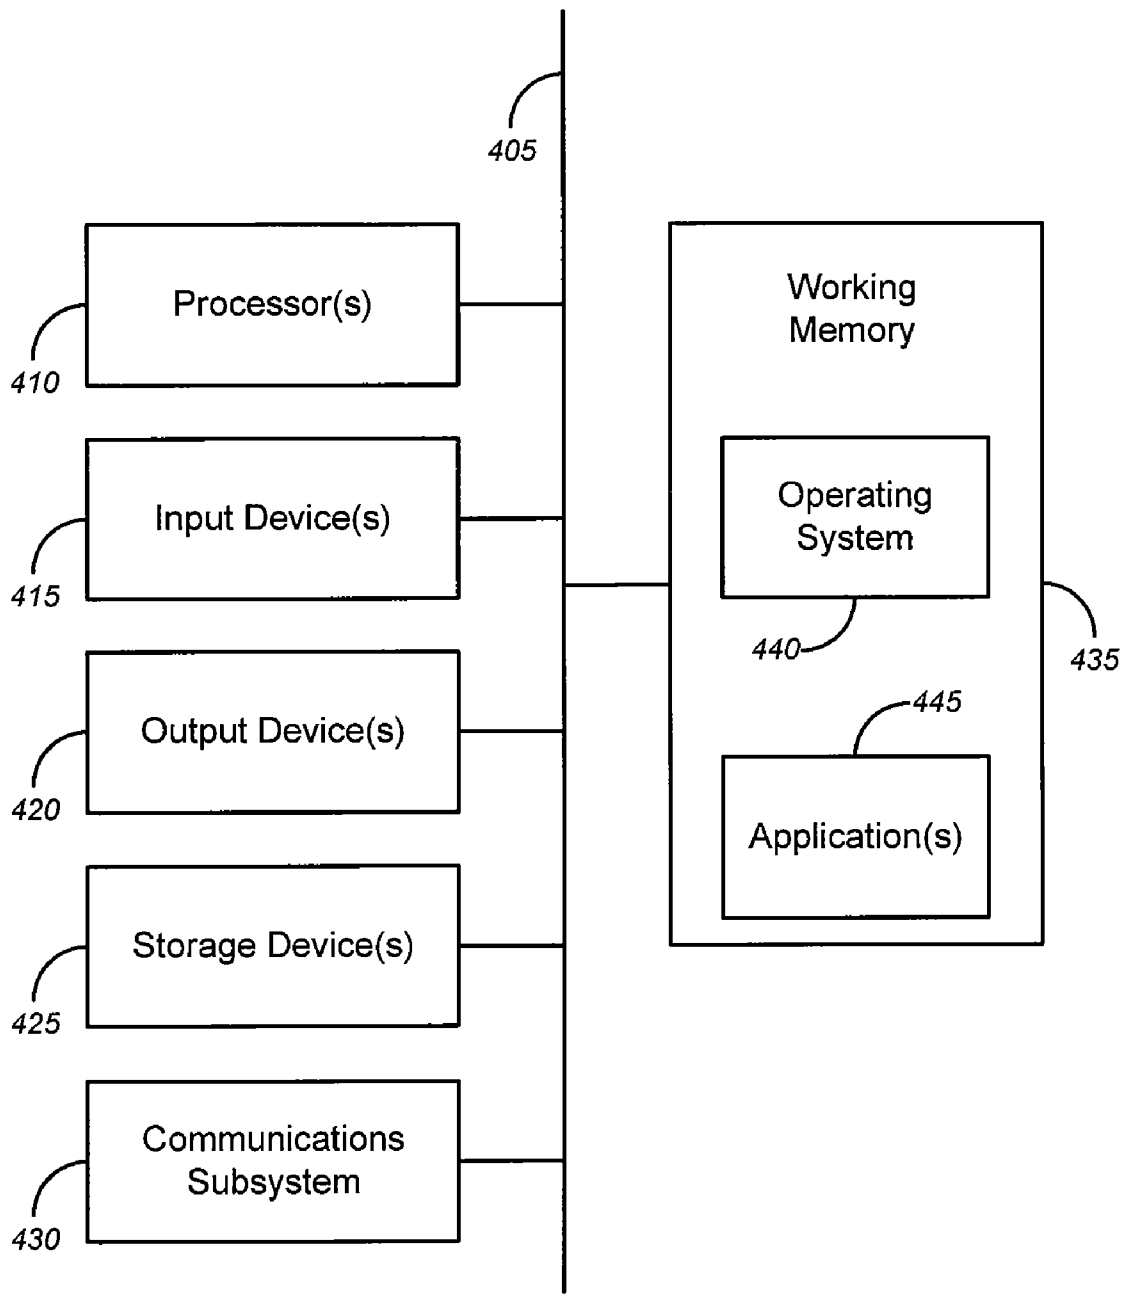 405
Processor(s)
410
Input Device(s)
415
Output Device(s)
420
Storage Device(s)
425
Communications
Subsystem
430
Working
Memory
Operating
System
440
435
445
Application(s)